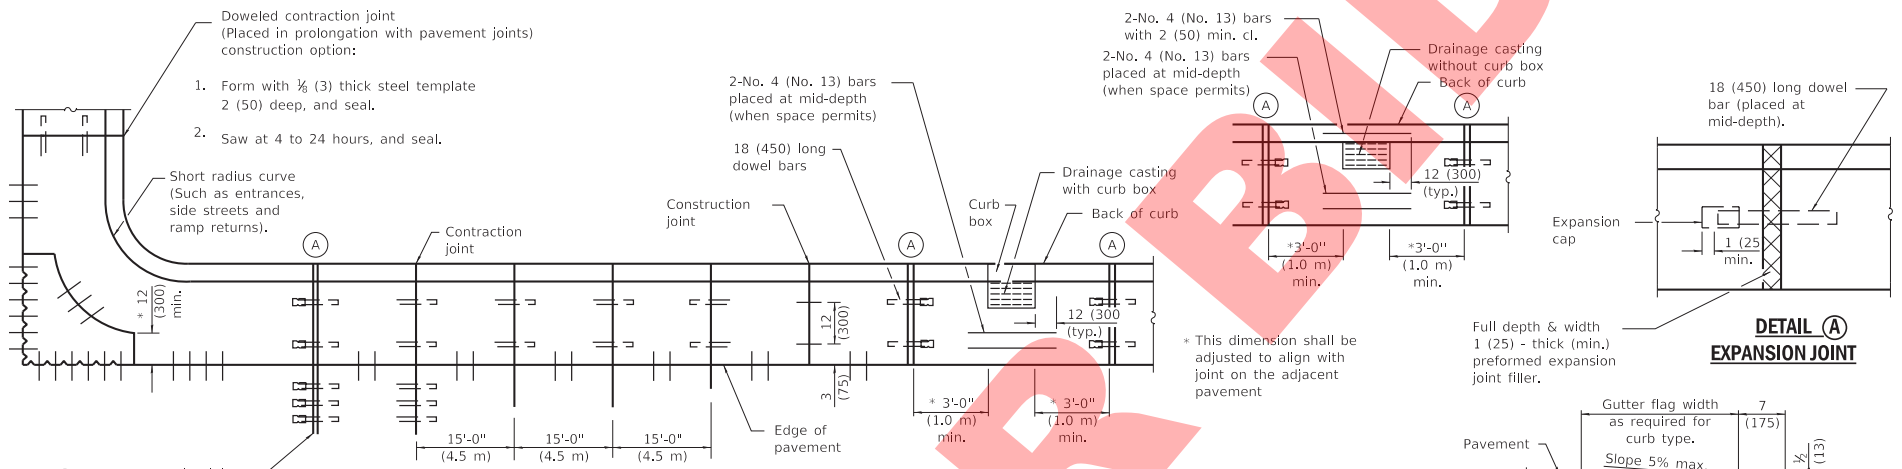 Doweled contraction joint
(Placed in prolongation with pavement joints)
construction option:
1. Form with ⅛ (3) thick steel template
2 (50) deep, and seal.
2. Saw at 4 to 24 hours, and seal.
Short radius curve
(Such as entrances,
side streets and
ramp returns).
* 12
(300)
min.
A
Contraction
joint
15'-0"
(4.5 m)
15'-0"
(4.5 m)
15'-0"
(4.5 m)
Construction
joint
12
(300)
3
(75)
Edge of
pavement
2-No. 4 (No. 13) bars
placed at mid-depth
(when space permits)
18 (450) long
dowel bars
A
Curb
box
Drainage casting
with curb box
Back of curb
A
12 (300
(typ.)
* 3'-0"
(1.0 m)
min.
* 3'-0"
(1.0 m)
min.
2-No. 4 (No. 13) bars
with 2 (50) min. cl.
2-No. 4 (No. 13) bars
placed at mid-depth
(when space permits)
Drainage casting
without curb box
Back of curb
A
A
12 (300)
(typ.)
*3'-0"
(1.0 m)
min.
*3'-0"
(1.0 m)
min.
* This dimension shall be
adjusted to align with
joint on the adjacent
pavement
18 (450) long dowel
bar (placed at
mid-depth).
Expansion
cap
1 (25
min.
Full depth & width
1 (25) - thick (min.)
preformed expansion
joint filler.
DETAIL A
EXPANSION JOINT
Gutter flag width
as required for
curb type.
7
(175)
Pavement
Slope 5% max.
½
(13)
R BID